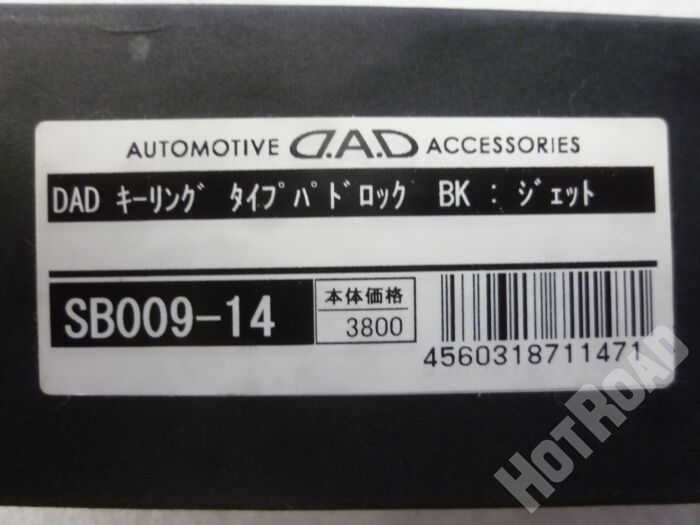 AUTOMOTIVE D.A.D ACCESSORIES
DAD ｷｰﾘﾝｸﾞ ﾀｲﾌﾟﾊﾟﾄﾞﾛｯｸ BK : ｼﾞｪｯﾄ
SB009-14
本体価格
3800
4560318711471
HOTROAD